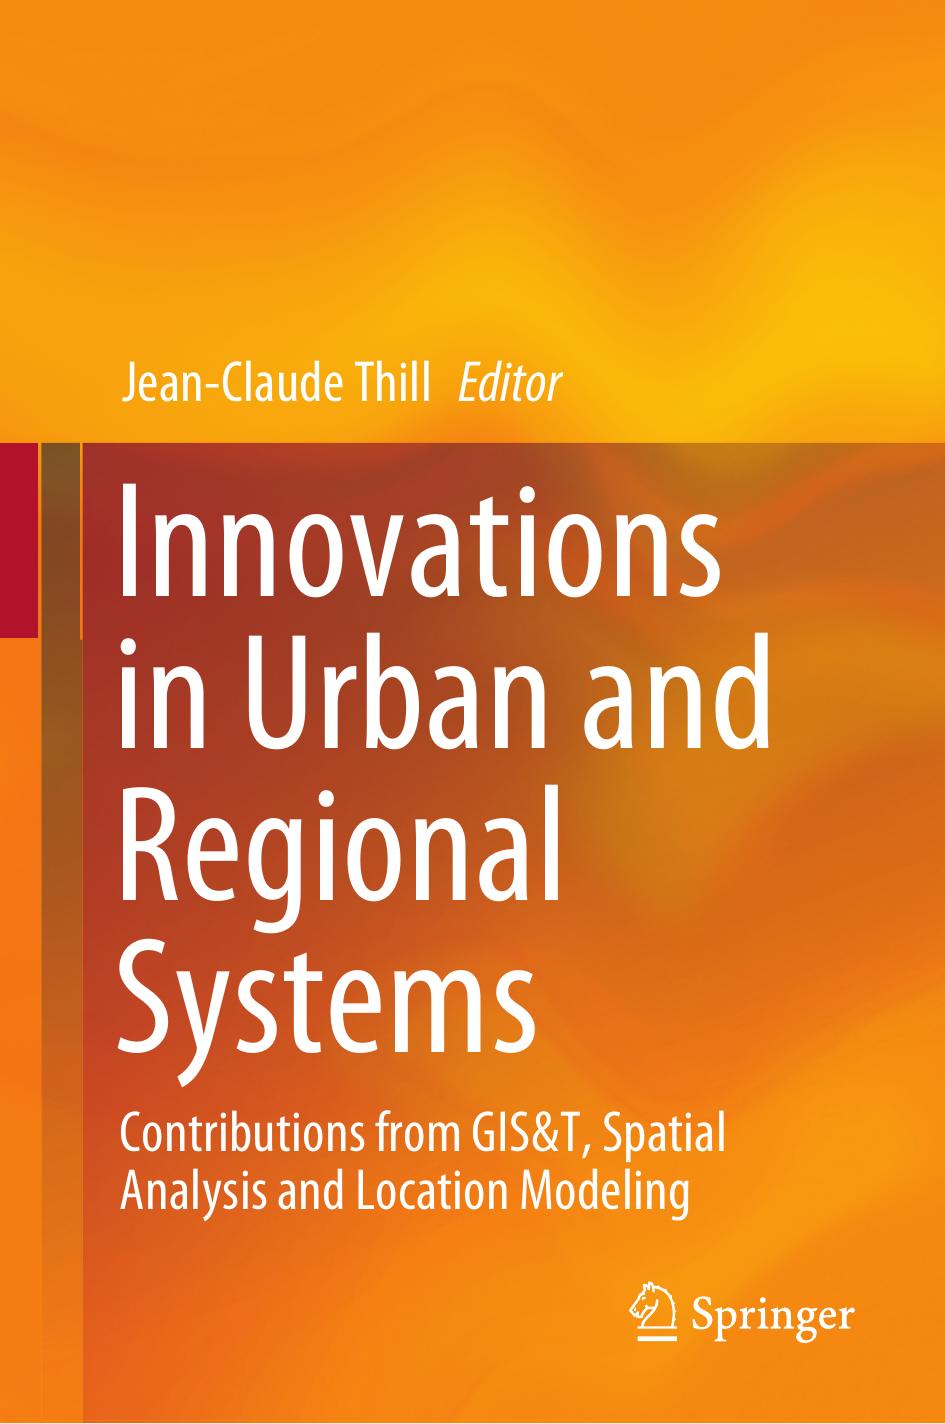 Jean-Claude Thill Editor
Innovations
in Urban and
Regional
Systems
Contributions from GIS&T, Spatial
Analysis and Location Modeling
Springer